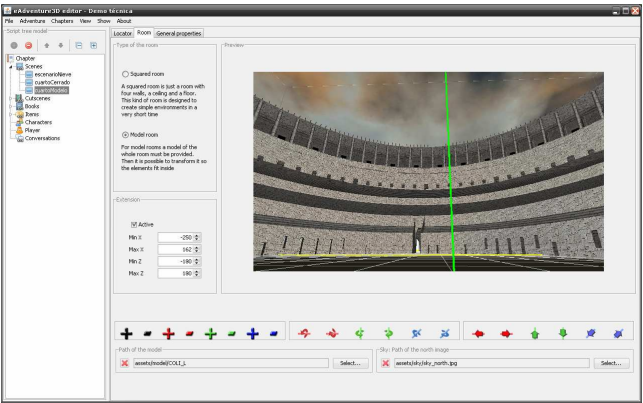 eAdventure3D editor - Demo técnica
File Adventure Chapters View Show About
Script tree model
Chapter
Scenes
escenarioNieve
cuartoCerrado
cuartoModelo
Cutscenes
Books
Items
Characters
Player
Conversations
Locator Room General properties
Type of the room
Squared room
A squared room is just a room with
four walls, a ceiling and a floor.
This kind of room is designed to
create simple environments in a
very short time
Model room
For model rooms a model of the
whole room must be provided.
Then it is possible to transform it so
the elements fit inside
Extension
Active
Min X -250
Max X 162
Min Z -180
Max Z 190
Preview
Path of the model
assets/model/COLI_L Select...
Sky: Path of the north image
assets/sky/sky_north.jpg Select...